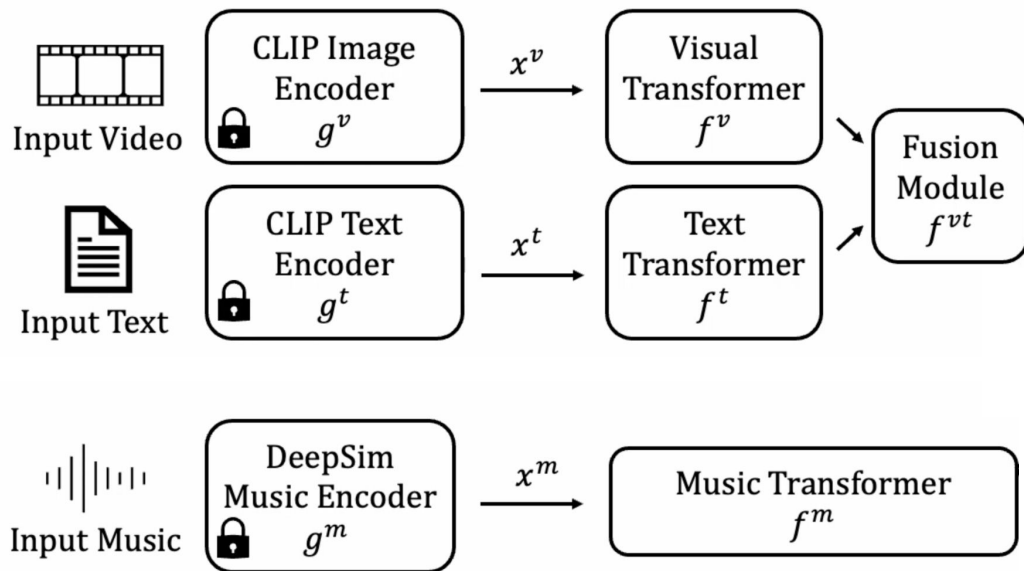 Input Video
CLIP Image
Encoder
g^v
x^v
Visual
Transformer
f^v
Fusion
Module
f^{vt}
Input Text
CLIP Text
Encoder
g^t
x^t
Text
Transformer
f^t
Input Music
DeepSim
Music Encoder
g^m
x^m
Music Transformer
f^m